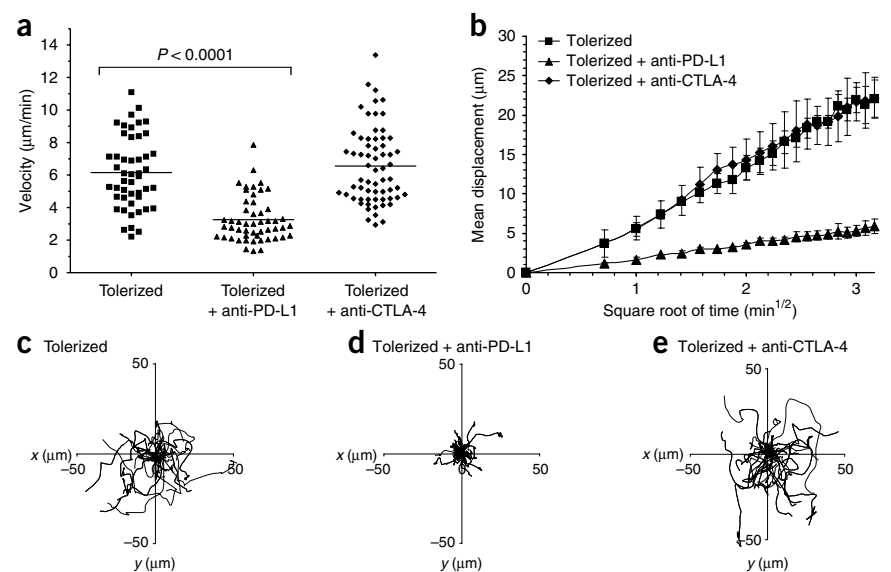 a
P < 0.0001
Velocity (μm/min)
14
12
10
8
6
4
2
0
Tolerized
Tolerized
+ anti-PD-L1
Tolerized
+ anti-CTLA-4
b
Tolerized
Tolerized + anti-PD-L1
Tolerized + anti-CTLA-4
Mean displacement (μm)
30
25
20
15
10
5
0
0
1
2
3
Square root of time (min1/2)
c Tolerized
50
x (μm)
−50
50
−50
y (μm)
d Tolerized + anti-PD-L1
50
x (μm)
−50
50
−50
y (μm)
e Tolerized + anti-CTLA-4
50
x (μm)
−50
50
−50
y (μm)